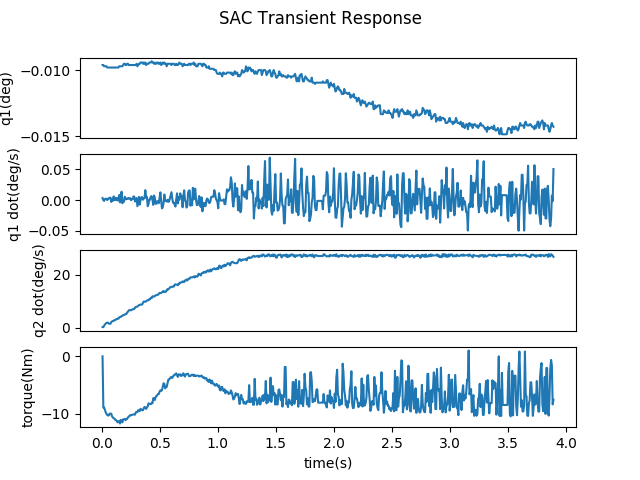 SAC Transient Response
q1(deg)
−0.010
−0.015
q1 dot(deg/s)
0.05
0.00
−0.05
q2 dot(deg/s)
20
0
torque(Nm)
0
−10
0.0 0.5 1.0 1.5 2.0 2.5 3.0 3.5 4.0
time(s)